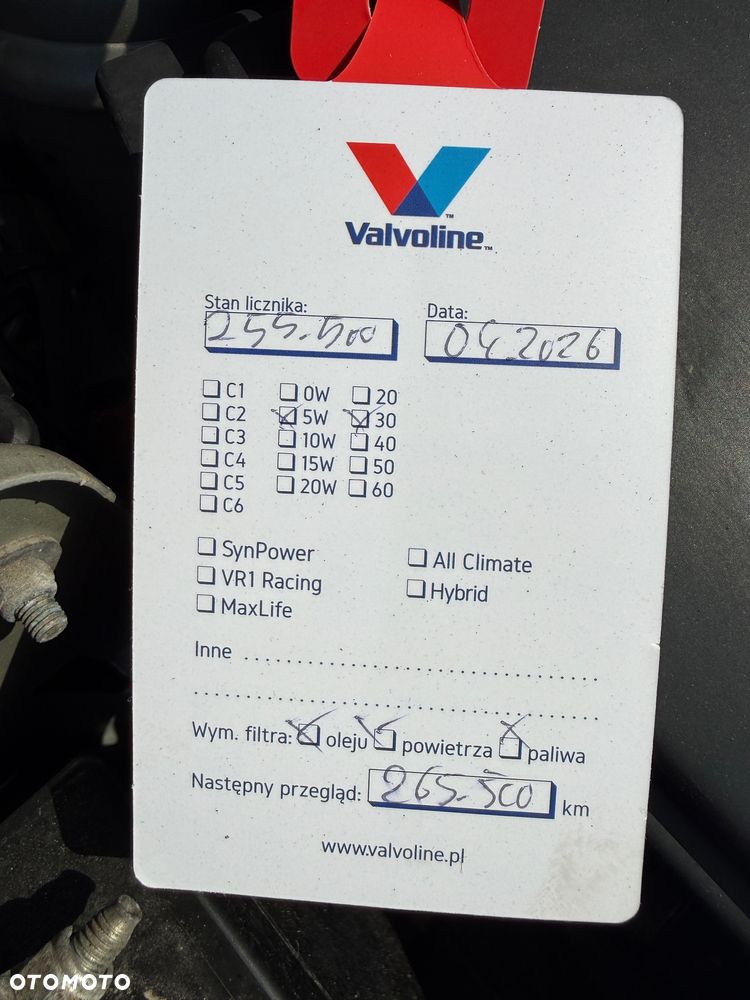 Valvoline™
Stan licznika: Data:
255.500 04.2026
C1 0W 20
C2 5W 30
C3 10W 40
C4 15W 50
C5 20W 60
C6
SynPower All Climate
VR1 Racing Hybrid
MaxLife
Inne
Wym. filtra: oleju powietrza paliwa
Następny przegląd: 265.500 km
www.valvoline.pl
OTOMOTO